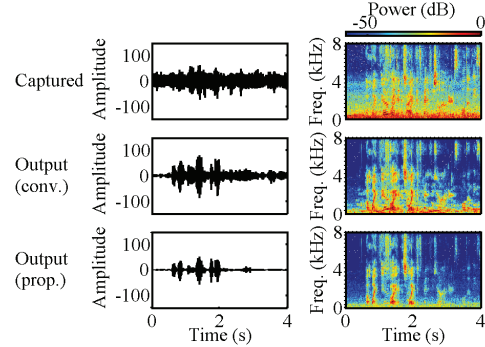 Power (dB)
-50 0
Captured
Amplitude
100
0
-100
Freq. (kHz)
8
4
0
Output
(conv.)
Amplitude
100
0
-100
Freq. (kHz)
8
4
0
Output
(prop.)
Amplitude
100
0
-100
Freq. (kHz)
8
4
0
0 2 4
Time (s)
0 2 4
Time (s)